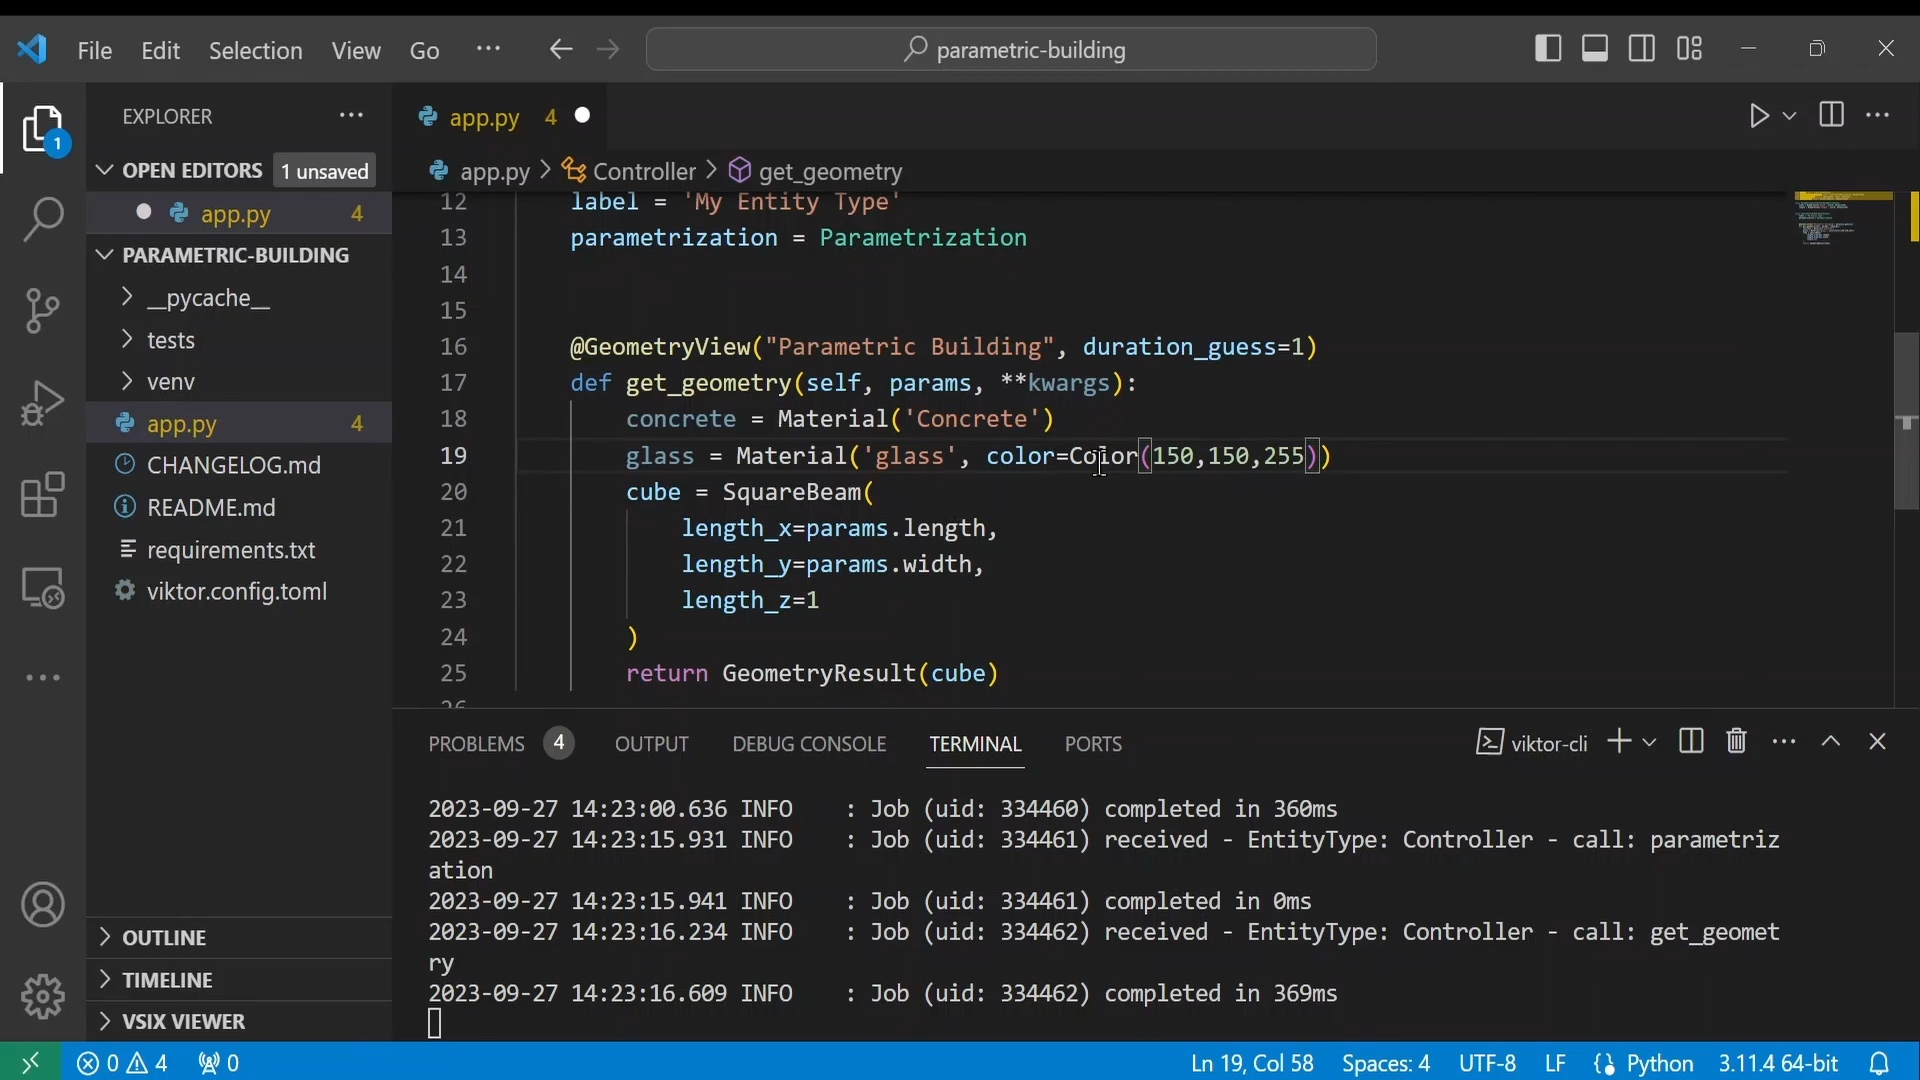 File Edit Selection View Go ··· parametric-building
EXPLORER ···
OPEN EDITORS 1 unsaved
app.py 4
PARAMETRIC-BUILDING
__pycache__
tests
venv
app.py 4
CHANGELOG.md
README.md
requirements.txt
viktor.config.toml
OUTLINE
TIMELINE
VSIX VIEWER
1
app.py 4
app.py > Controller > get_geometry
12 label = 'My Entity Type'
13 parametrization = Parametrization
14
15
16 @GeometryView("Parametric Building", duration_guess=1)
17 def get_geometry(self, params, **kwargs):
18 concrete = Material('Concrete')
19 glass = Material('glass', color=Color(150,150,255))
20 cube = SquareBeam(
21 length_x=params.length,
22 length_y=params.width,
23 length_z=1
24 )
25 return GeometryResult(cube)
26
PROBLEMS 4 OUTPUT DEBUG CONSOLE TERMINAL PORTS viktor-cli
2023-09-27 14:23:00.636 INFO : Job (uid: 334460) completed in 360ms
2023-09-27 14:23:15.931 INFO : Job (uid: 334461) received - EntityType: Controller - call: parametriz
ation
2023-09-27 14:23:15.941 INFO : Job (uid: 334461) completed in 0ms
2023-09-27 14:23:16.234 INFO : Job (uid: 334462) received - EntityType: Controller - call: get_geomet
ry
2023-09-27 14:23:16.609 INFO : Job (uid: 334462) completed in 369ms
0 4 0 Ln 19, Col 58 Spaces: 4 UTF-8 LF Python 3.11.4 64-bit